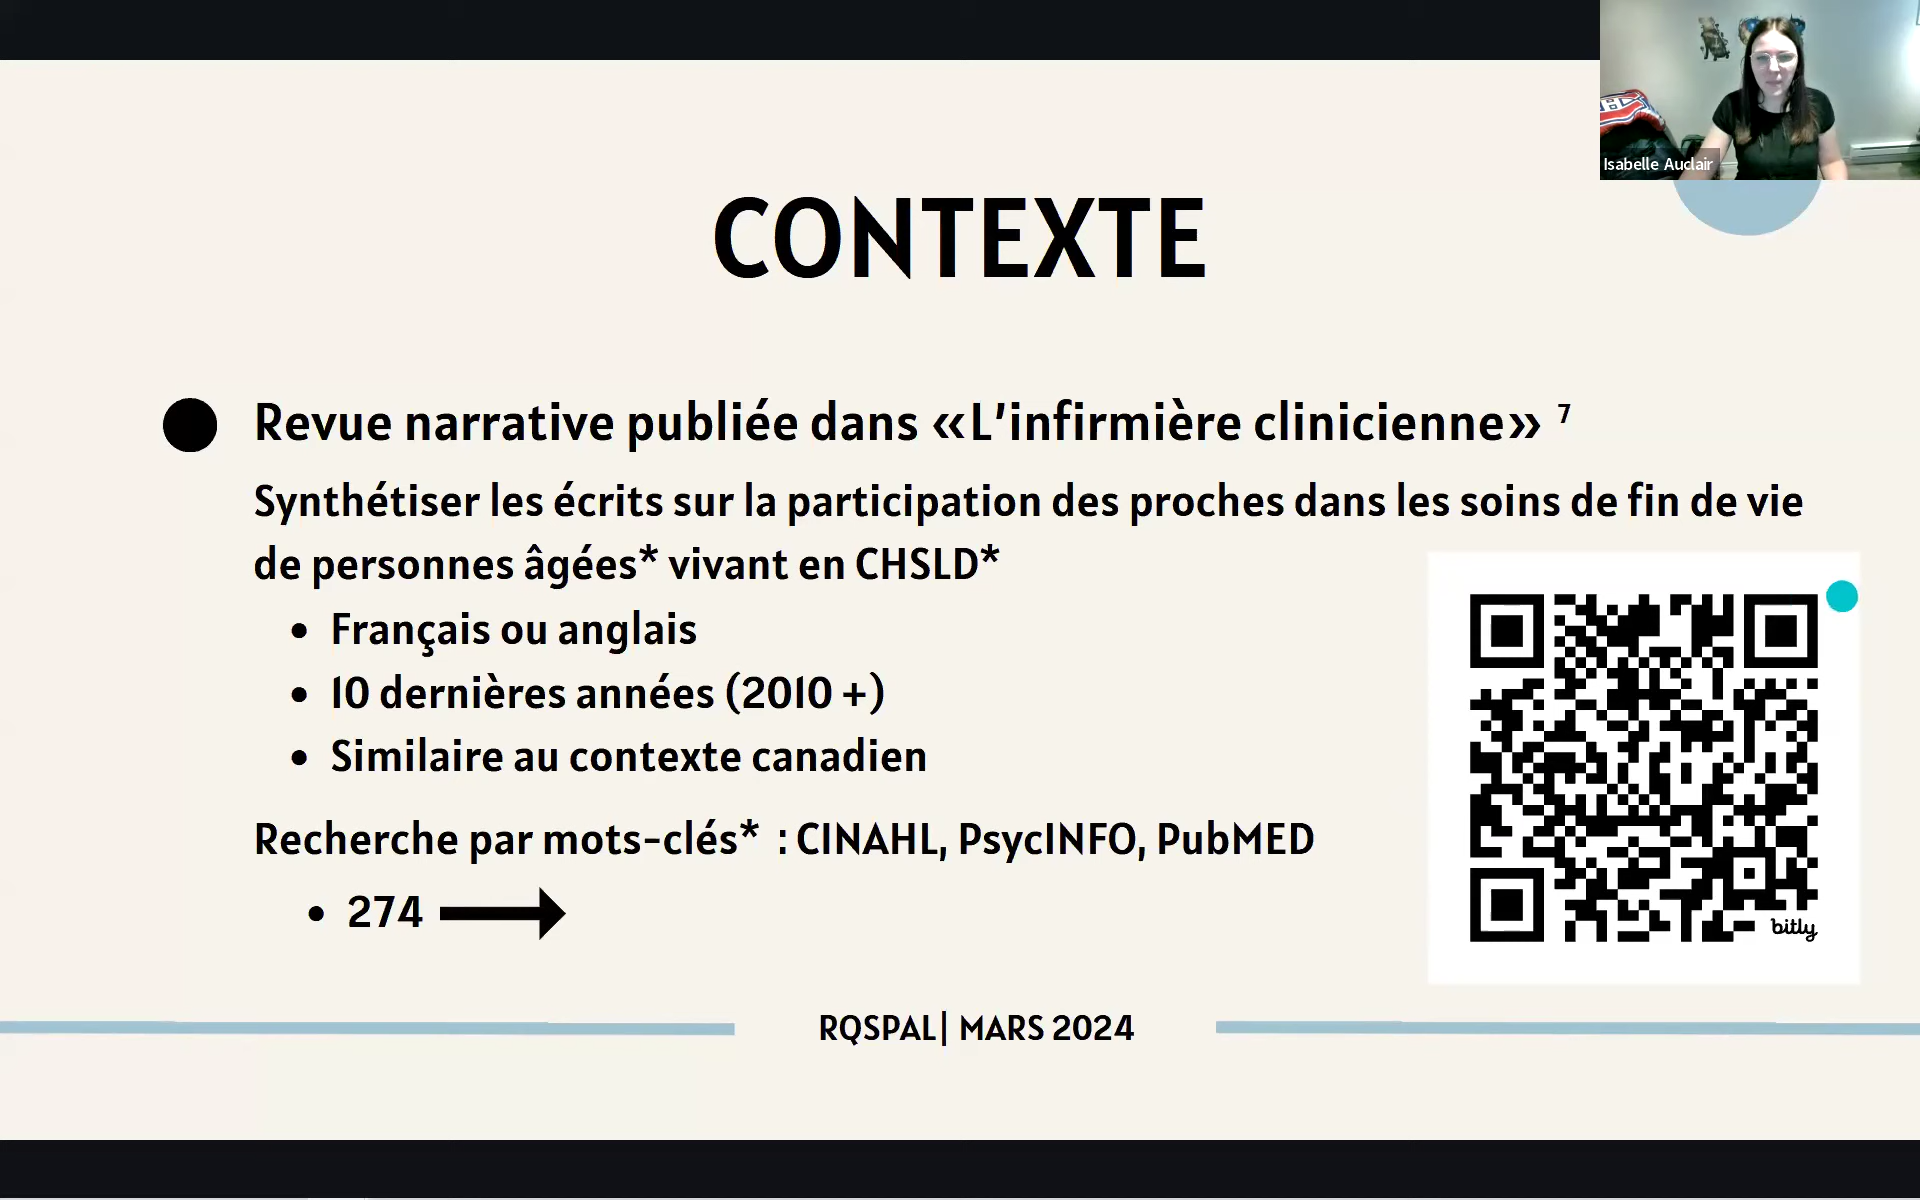 Isabelle Auclair
CONTEXTE
Revue narrative publiée dans «L'infirmière clinicienne» ⁷
Synthétiser les écrits sur la participation des proches dans les soins de fin de vie
de personnes âgées* vivant en CHSLD*
• Français ou anglais
• 10 dernières années (2010 +)
• Similaire au contexte canadien
Recherche par mots-clés* : CINAHL, PsycINFO, PubMED
• 274
bitly
RQSPAL| MARS 2024